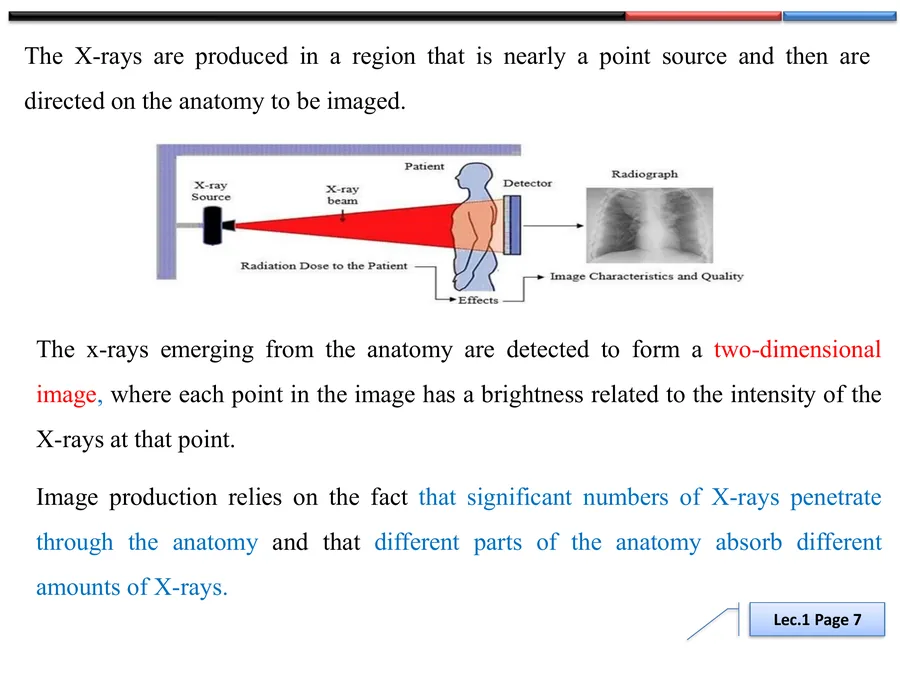 The X-rays are produced in a region that is nearly a point source and then are
directed on the anatomy to be imaged.
Patient
X-ray
Source
X-ray
beam
Detector
Radiograph
Radiation Dose to the Patient
Image Characteristics and Quality
Effects
The x-rays emerging from the anatomy are detected to form a two-dimensional
image, where each point in the image has a brightness related to the intensity of the
X-rays at that point.
Image production relies on the fact that significant numbers of X-rays penetrate
through the anatomy and that different parts of the anatomy absorb different
amounts of X-rays.
Lec.1 Page 7